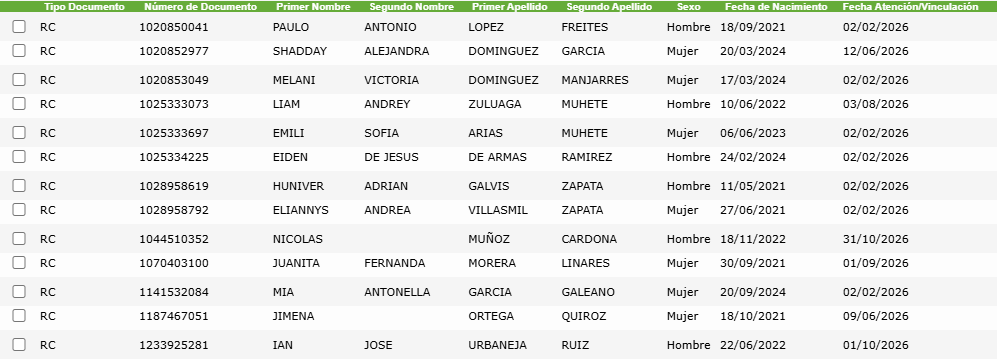 Tipo Documento Número de Documento Primer Nombre Segundo Nombre Primer Apellido Segundo Apellido Sexo Fecha de Nacimiento Fecha Atención/Vinculación
RC 1020850041 PAULO ANTONIO LOPEZ FREITES Hombre 18/09/2021 02/02/2026
RC 1020852977 SHADDAY ALEJANDRA DOMINGUEZ GARCIA Mujer 20/03/2024 12/06/2026
RC 1020853049 MELANI VICTORIA DOMINGUEZ MANJARRES Mujer 17/03/2024 02/02/2026
RC 1025333073 LIAM ANDREY ZULUAGA MUHETE Hombre 10/06/2022 03/08/2026
RC 1025333697 EMILI SOFIA ARIAS MUHETE Mujer 06/06/2023 02/02/2026
RC 1025334225 EIDEN DE JESUS DE ARMAS RAMIREZ Hombre 24/02/2024 02/02/2026
RC 1028958619 HUNIVER ADRIAN GALVIS ZAPATA Hombre 11/05/2021 02/02/2026
RC 1028958792 ELIANNYS ANDREA VILLASMIL ZAPATA Mujer 27/06/2021 02/02/2026
RC 1044510352 NICOLAS MUÑOZ CARDONA Hombre 18/11/2022 31/10/2026
RC 1070403100 JUANITA FERNANDA MORERA LINARES Mujer 30/09/2021 01/09/2026
RC 1141532084 MIA ANTONELLA GARCIA GALEANO Mujer 20/09/2024 02/02/2026
RC 1187467051 JIMENA ORTEGA QUIROZ Mujer 18/10/2021 09/06/2026
RC 1233925281 IAN JOSE URBANEJA RUIZ Hombre 22/06/2022 01/10/2026